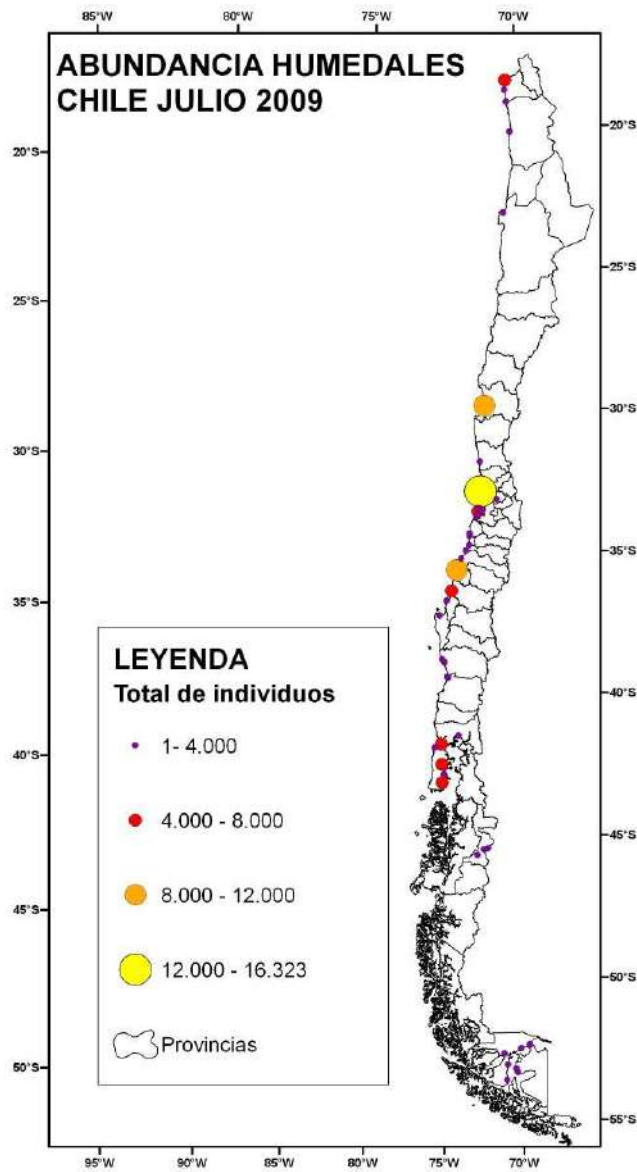 85°W 80°W 75°W 70°W
ABUNDANCIA HUMEDALES
CHILE JULIO 2009
20°S 20°S
25°S 25°S
30°S 30°S
35°S 35°S
LEYENDA
Total de individuos
1- 4.000
4.000 - 8.000
8.000 - 12.000
12.000 - 16.323
Provincias
40°S 40°S
45°S 45°S
50°S 50°S
55°S
95°W 90°W 85°W 80°W 75°W 70°W